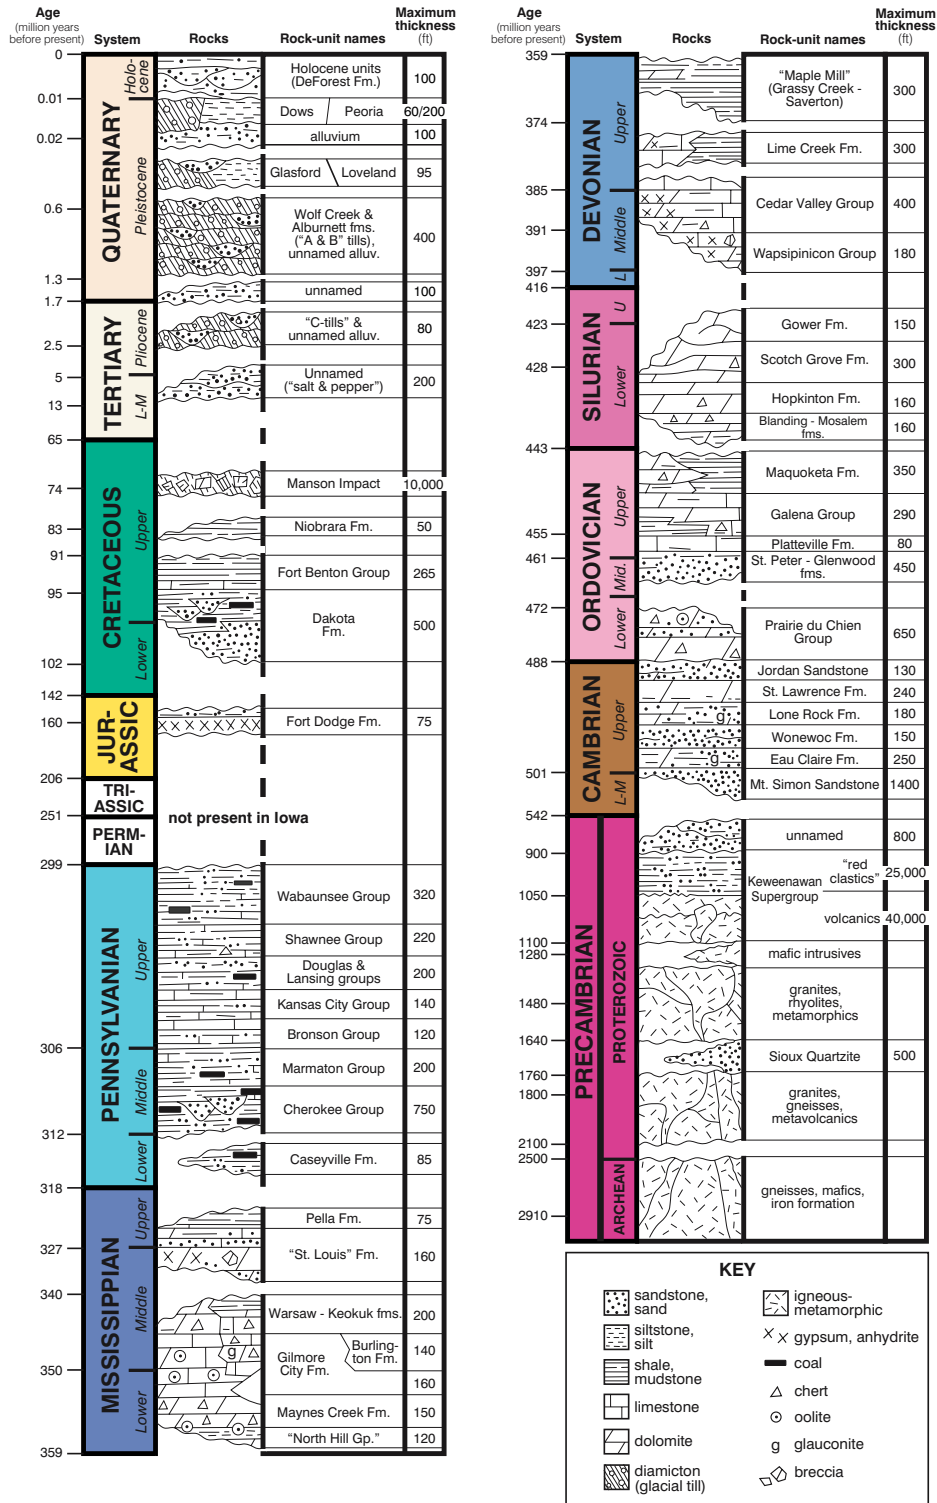 Age
(million years
before present)
System
Rocks
Rock-unit names
Maximum
thickness
(ft)
0
0.01
0.02
0.6
1.3
1.7
2.5
5
13
65
74
83
91
95
102
142
160
206
251
299
306
312
318
327
340
350
359
QUATERNARY
Holo-
cene
Pleistocene
TERTIARY
Pliocene
L-M
CRETACEOUS
Upper
Lower
JUR-
ASSIC
TRI-
ASSIC
PERM-
IAN
PENNSYLVANIAN
Upper
Middle
Lower
MISSISSIPPIAN
Upper
Middle
Lower
Holocene units
(DeForest Fm.)
100
Dows
Peoria
60/200
alluvium
100
Glasford
Loveland
95
Wolf Creek &
Alburnett fms.
("A & B" tills),
unnamed alluv.
400
unnamed
100
"C-tills" &
unnamed alluv.
80
Unnamed
("salt & pepper")
200
Manson Impact
10,000
Niobrara Fm.
50
Fort Benton Group
265
Dakota
Fm.
500
Fort Dodge Fm.
75
not present in Iowa
Wabaunsee Group
320
Shawnee Group
220
Douglas &
Lansing groups
200
Kansas City Group
140
Bronson Group
120
Marmaton Group
200
Cherokee Group
750
Caseyville Fm.
85
Pella Fm.
75
"St. Louis" Fm.
160
Warsaw - Keokuk fms.
200
g
Gilmore
City Fm.
Burling-
ton Fm.
140
160
Maynes Creek Fm.
150
"North Hill Gp."
120
Age
(million years
before present)
System
Rocks
Rock-unit names
Maximum
thickness
(ft)
359
374
385
391
397
416
423
428
443
455
461
472
488
501
542
900
1050
1100
1280
1480
1640
1760
1800
2100
2500
2910
DEVONIAN
Upper
Middle
L
SILURIAN
U
Lower
ORDOVICIAN
Upper
Mid.
Lower
CAMBRIAN
Upper
L-M
PRECAMBRIAN
PROTEROZOIC
ARCHEAN
"Maple Mill"
(Grassy Creek -
Saverton)
300
Lime Creek Fm.
300
Cedar Valley Group
400
Wapsipinicon Group
180
Gower Fm.
150
Scotch Grove Fm.
300
Hopkinton Fm.
160
Blanding - Mosalem
fms.
160
Maquoketa Fm.
350
Galena Group
290
Platteville Fm.
80
St. Peter - Glenwood
fms.
450
Prairie du Chien
Group
650
Jordan Sandstone
130
St. Lawrence Fm.
240
g
Lone Rock Fm.
180
Wonewoc Fm.
150
g
Eau Claire Fm.
250
Mt. Simon Sandstone
1400
unnamed
800
"red
clastics"
25,000
Keweenawan
Supergroup
volcanics
40,000
mafic intrusives
granites,
rhyolites,
metamorphics
Sioux Quartzite
500
granites,
gneisses,
metavolcanics
gneisses, mafics,
iron formation
KEY
sandstone,
sand
siltstone,
silt
shale,
mudstone
limestone
dolomite
diamicton
(glacial till)
igneous-
metamorphic
gypsum, anhydrite
coal
chert
oolite
g glauconite
breccia